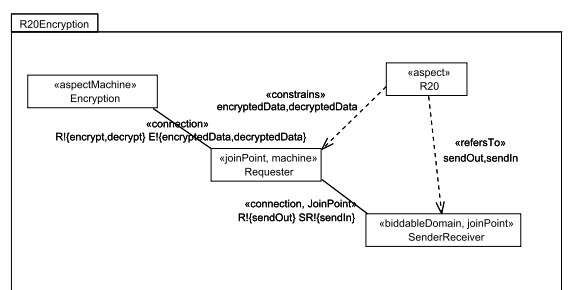 R20Encryption
«aspectMachine»
Encryption
«aspect»
R20
«constrains»
encryptedData,decryptedData
«connection»
R!{encrypt,decrypt} E!{encryptedData,decryptedData}
«refersTo»
sendOut,sendIn
«joinPoint, machine»
Requester
«connection, JoinPoint»
R!{sendOut} SR!{sendIn}
«biddableDomain, joinPoint»
SenderReceiver